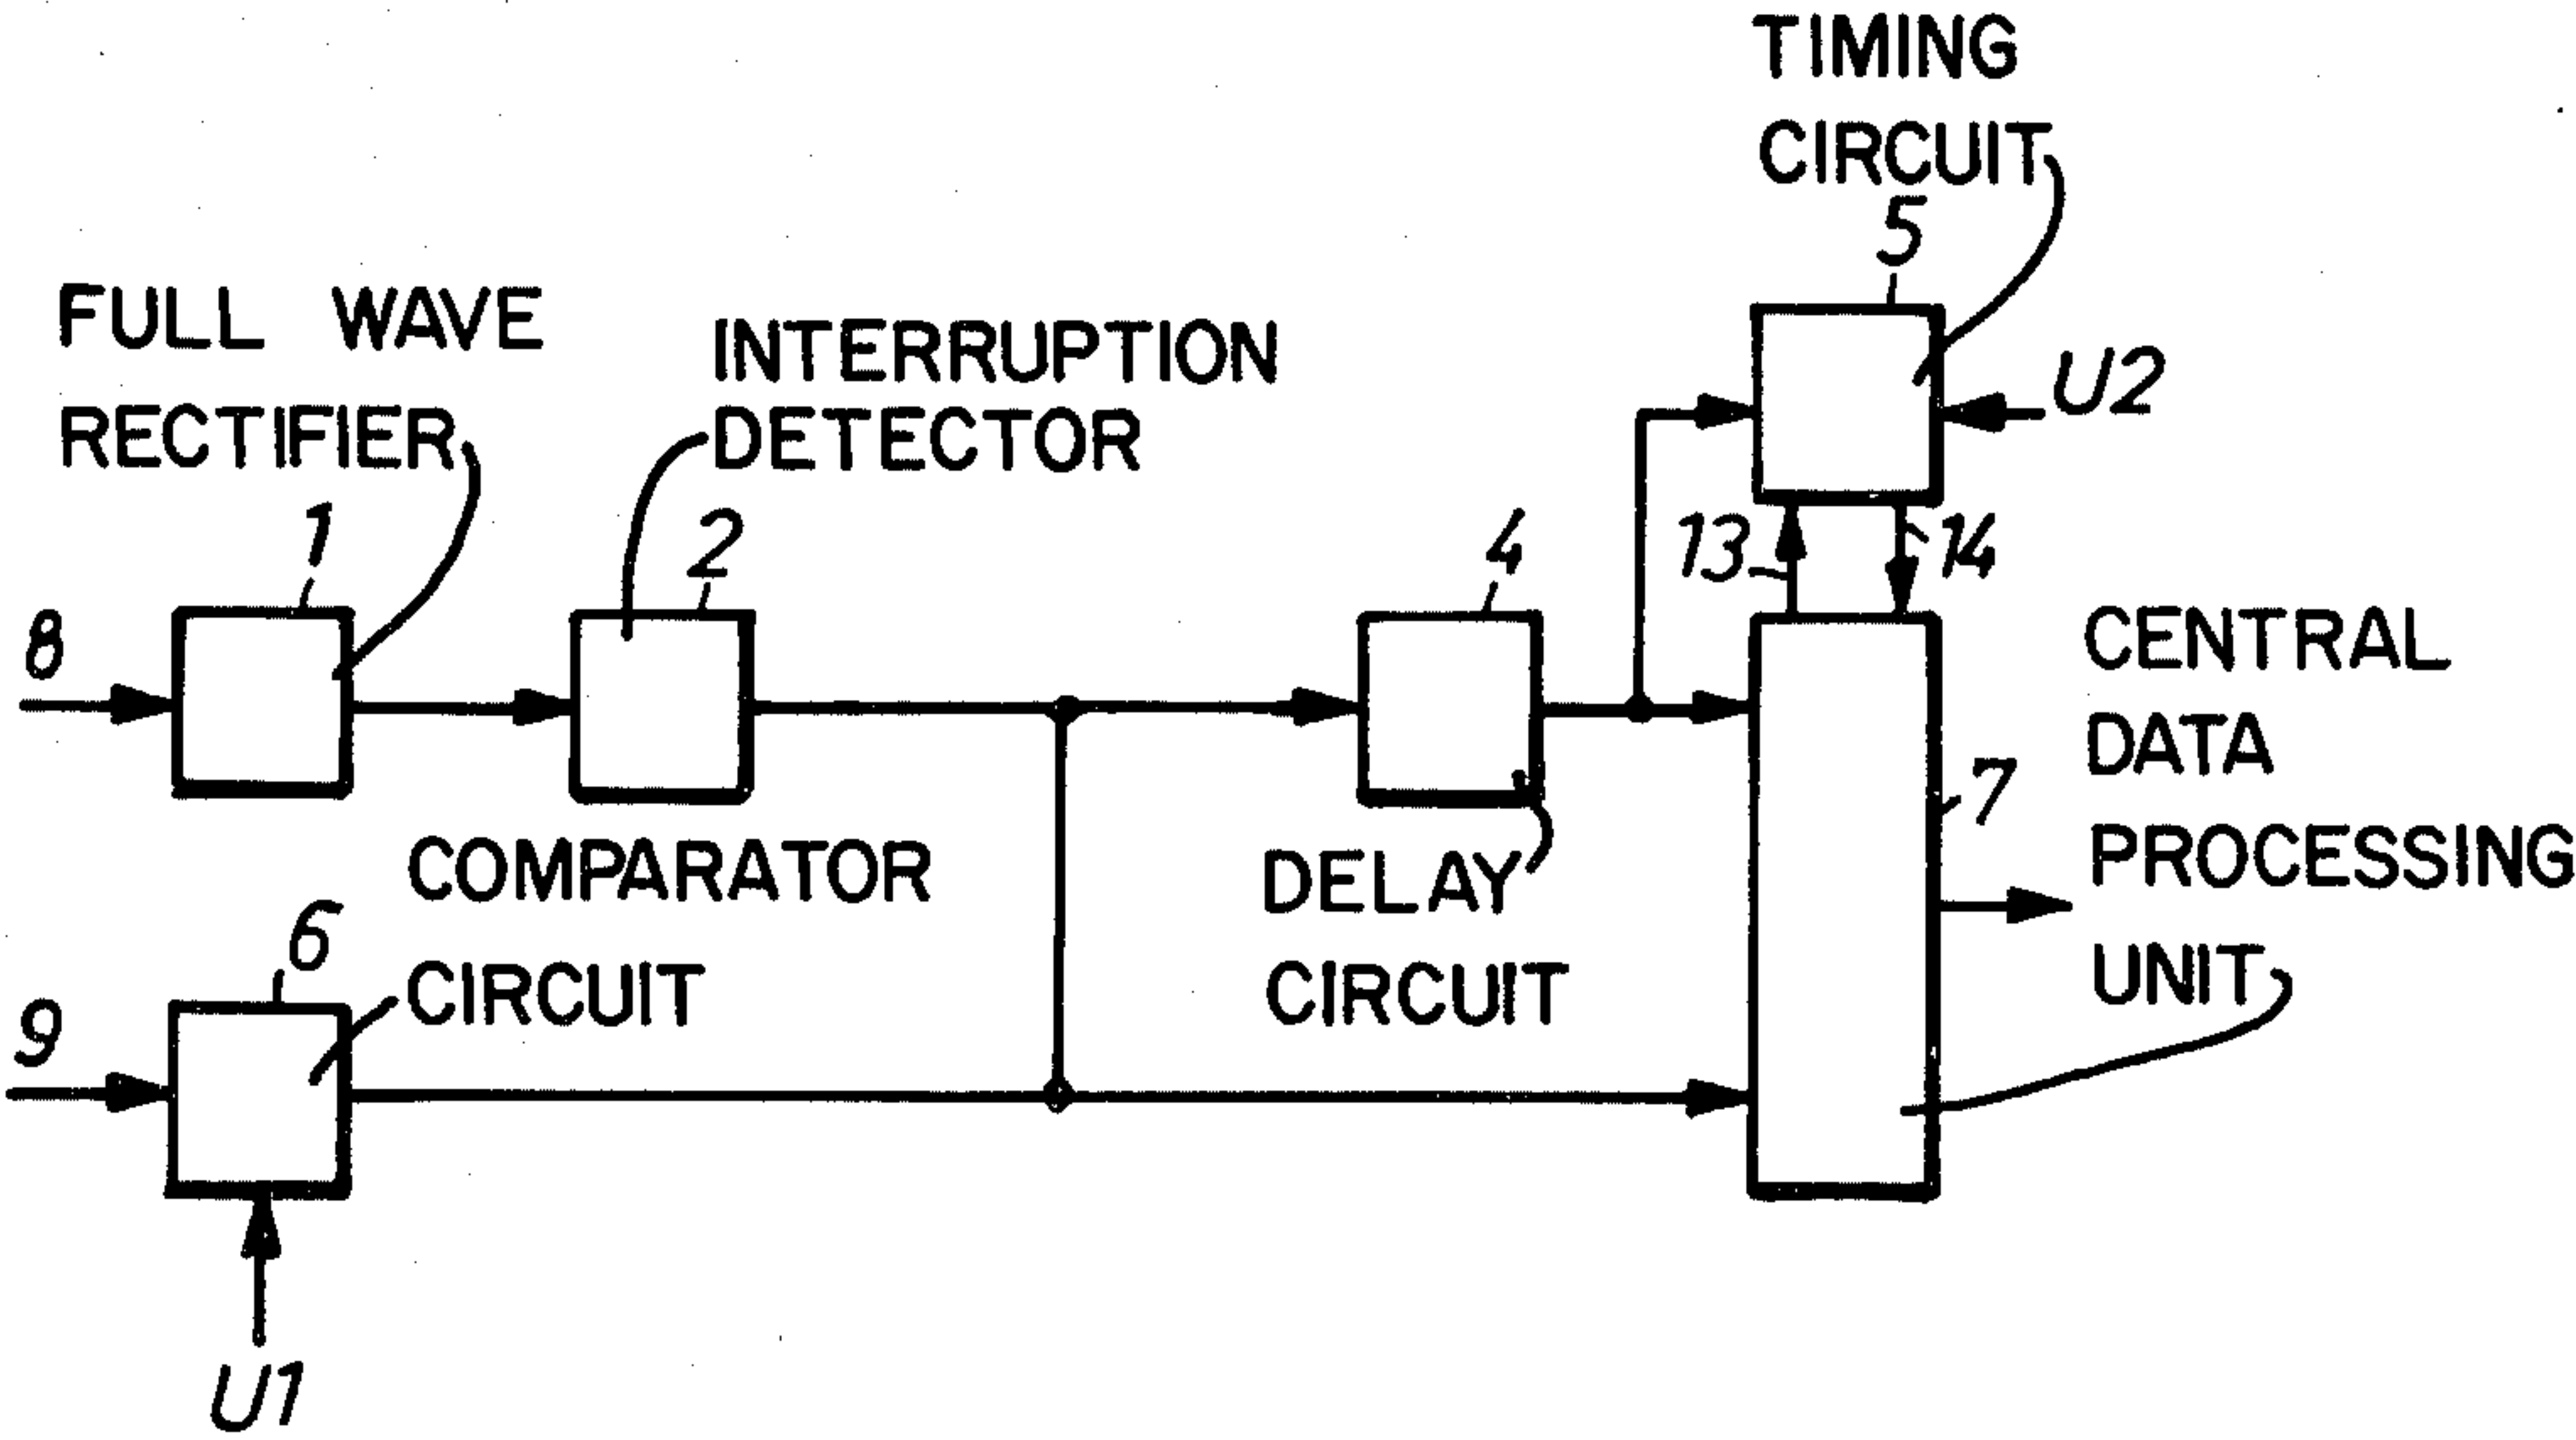 TIMING
CIRCUIT
5
FULL WAVE
RECTIFIER
INTERRUPTION
DETECTOR
U2
1
2
4
13
14
8
CENTRAL
DATA
PROCESSING
UNIT
7
COMPARATOR
CIRCUIT
DELAY
CIRCUIT
6
9
U1